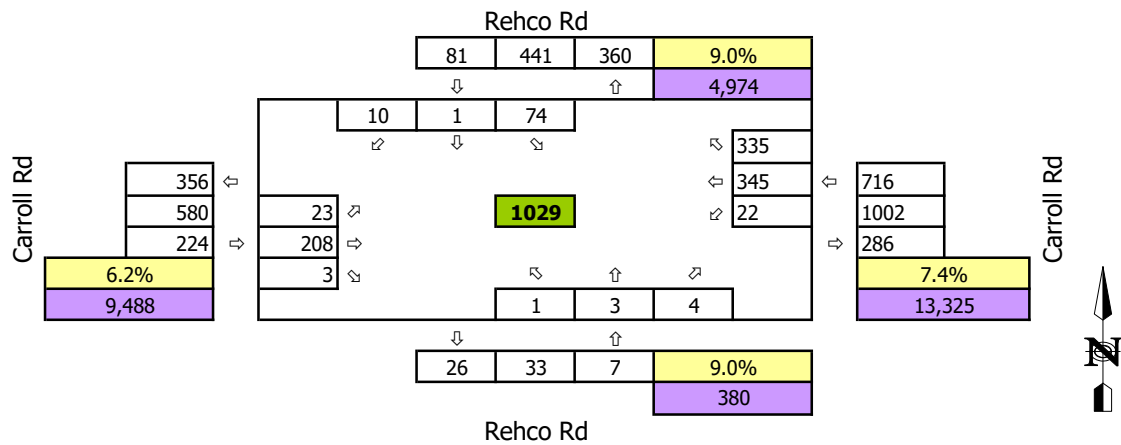 Rehco Rd
81 441 360 9.0%
⇩ ⇧ 4,974
10 1 74
⬃ ⇩ ⬂ ⬁ 335
356 ⇦ ⇦ 345 ⇦ 716
Carroll Rd 580 23 ⬀ 1029 ⬃ 22 1002 Carroll Rd
224 ⇨ 208 ⇨ ⇨ 286
6.2% 3 ⬂ ⬁ ⇧ ⬀ 7.4%
9,488 1 3 4 13,325
⇩ ⇧
26 33 7 9.0%
380
Rehco Rd
N